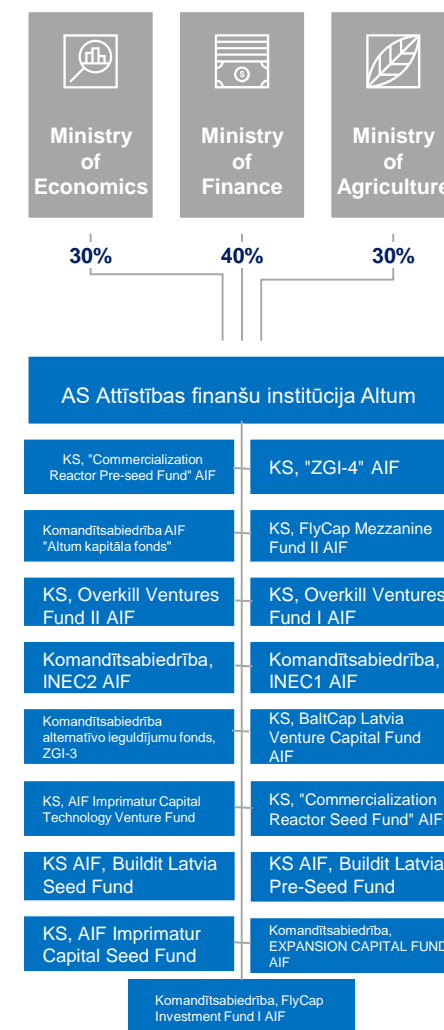 Ministry
of
Economics
Ministry
of
Finance
Ministry
of
Agriculture
30%
40%
30%
AS Attīstības finanšu institūcija Altum
KS, "Commercialization
Reactor Pre-seed Fund" AIF
KS, "ZGI-4" AIF
Komandītsabiedrība AIF
"Altum kapitāla fonds"
KS, FlyCap Mezzanine
Fund II AIF
KS, Overkill Ventures
Fund II AIF
KS, Overkill Ventures
Fund I AIF
Komandītsabiedrība,
INEC2 AIF
Komandītsabiedrība,
INEC1 AIF
Komandītsabiedrība
alternatīvo ieguldījumu fonds,
ZGI-3
KS, BaltCap Latvia
Venture Capital Fund
AIF
KS, AIF Imprimatur Capital
Technology Venture Fund
KS, "Commercialization
Reactor Seed Fund" AIF
KS AIF, Buildit Latvia
Seed Fund
KS AIF, Buildit Latvia
Pre-Seed Fund
KS, AIF Imprimatur
Capital Seed Fund
Komandītsabiedrība,
EXPANSION CAPITAL FUND
AIF
Komandītsabiedrība, FlyCap
Investment Fund I AIF